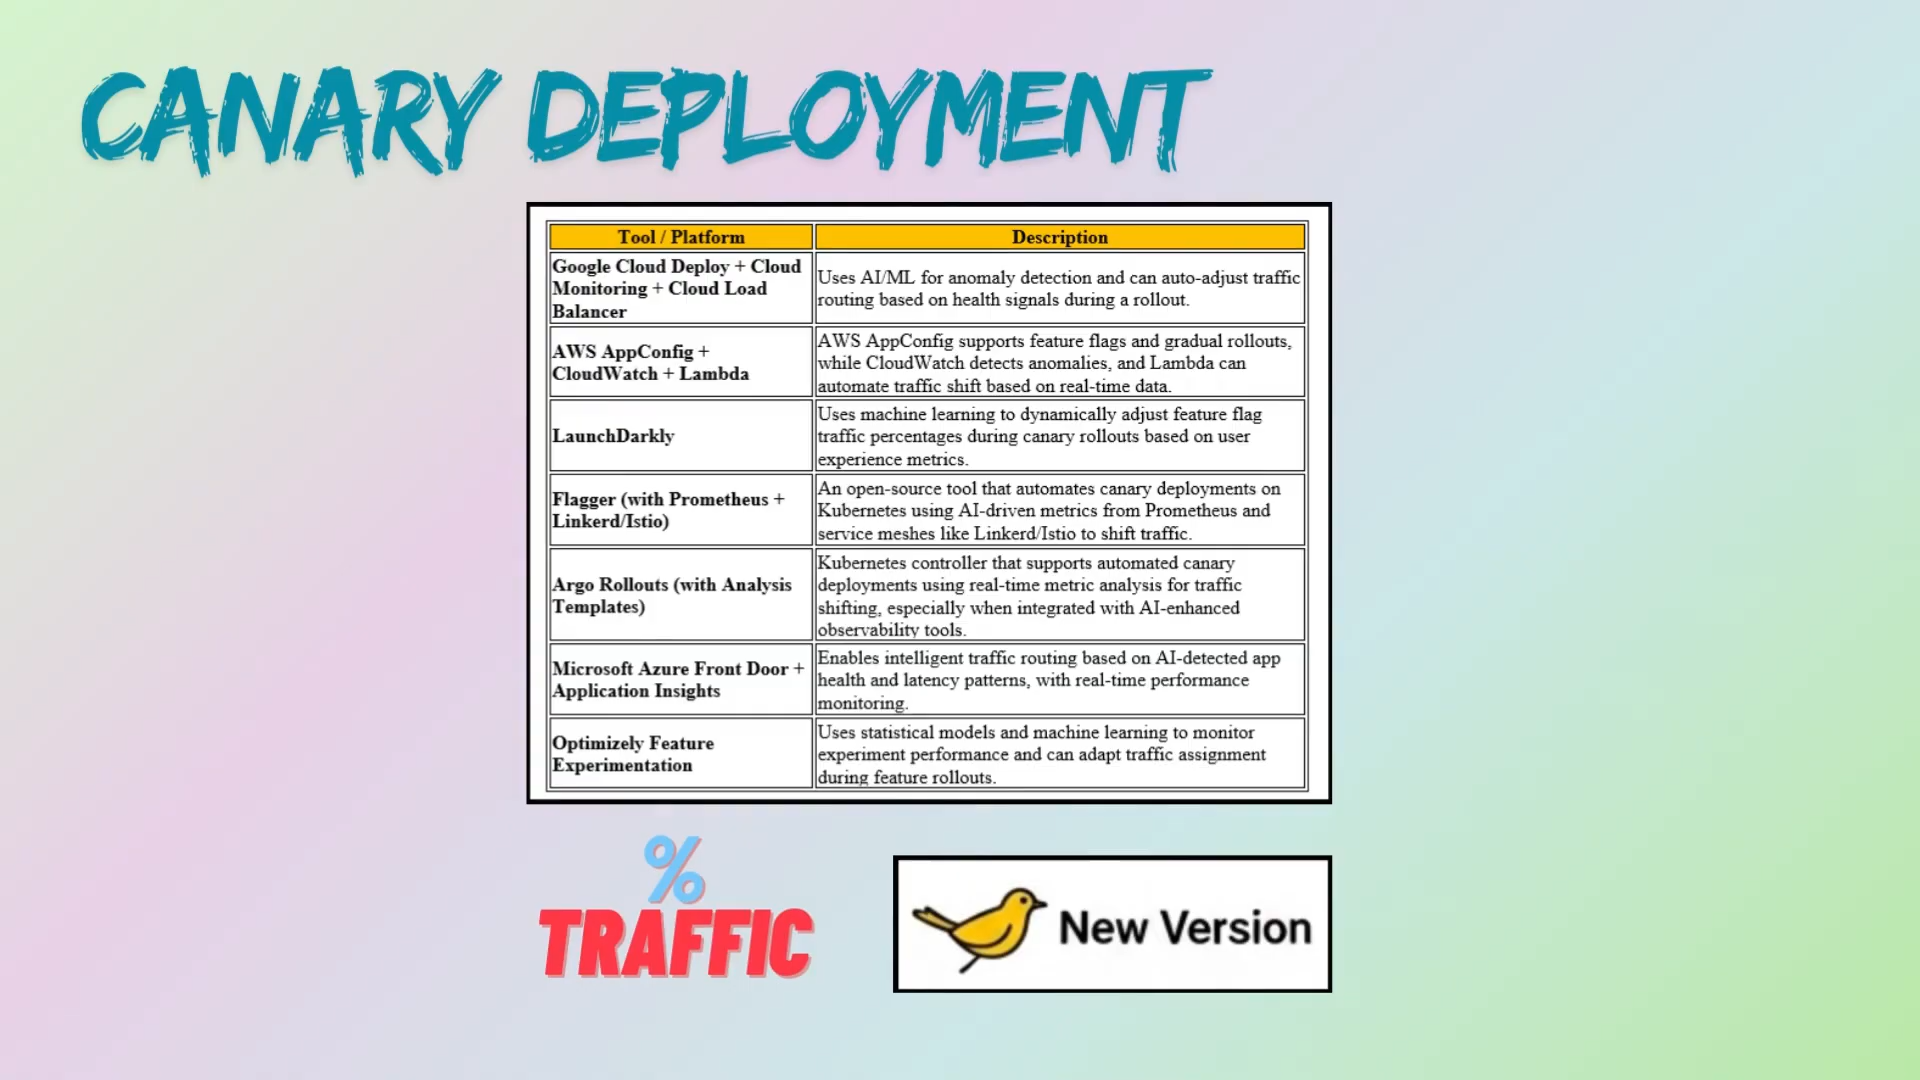 CANARY DEPLOYMENT
Tool / Platform
Description
Google Cloud Deploy + Cloud
Monitoring + Cloud Load
Balancer
Uses AI/ML for anomaly detection and can auto-adjust traffic
routing based on health signals during a rollout.
AWS AppConfig +
CloudWatch + Lambda
AWS AppConfig supports feature flags and gradual rollouts,
while CloudWatch detects anomalies, and Lambda can
automate traffic shift based on real-time data.
LaunchDarkly
Uses machine learning to dynamically adjust feature flag
traffic percentages during canary rollouts based on user
experience metrics.
Flagger (with Prometheus +
Linkerd/Istio)
An open-source tool that automates canary deployments on
Kubernetes using AI-driven metrics from Prometheus and
service meshes like Linkerd/Istio to shift traffic.
Argo Rollouts (with Analysis
Templates)
Kubernetes controller that supports automated canary
deployments using real-time metric analysis for traffic
shifting, especially when integrated with AI-enhanced
observability tools.
Microsoft Azure Front Door +
Application Insights
Enables intelligent traffic routing based on AI-detected app
health and latency patterns, with real-time performance
monitoring.
Optimizely Feature
Experimentation
Uses statistical models and machine learning to monitor
experiment performance and can adapt traffic assignment
during feature rollouts.
%
TRAFFIC
New Version